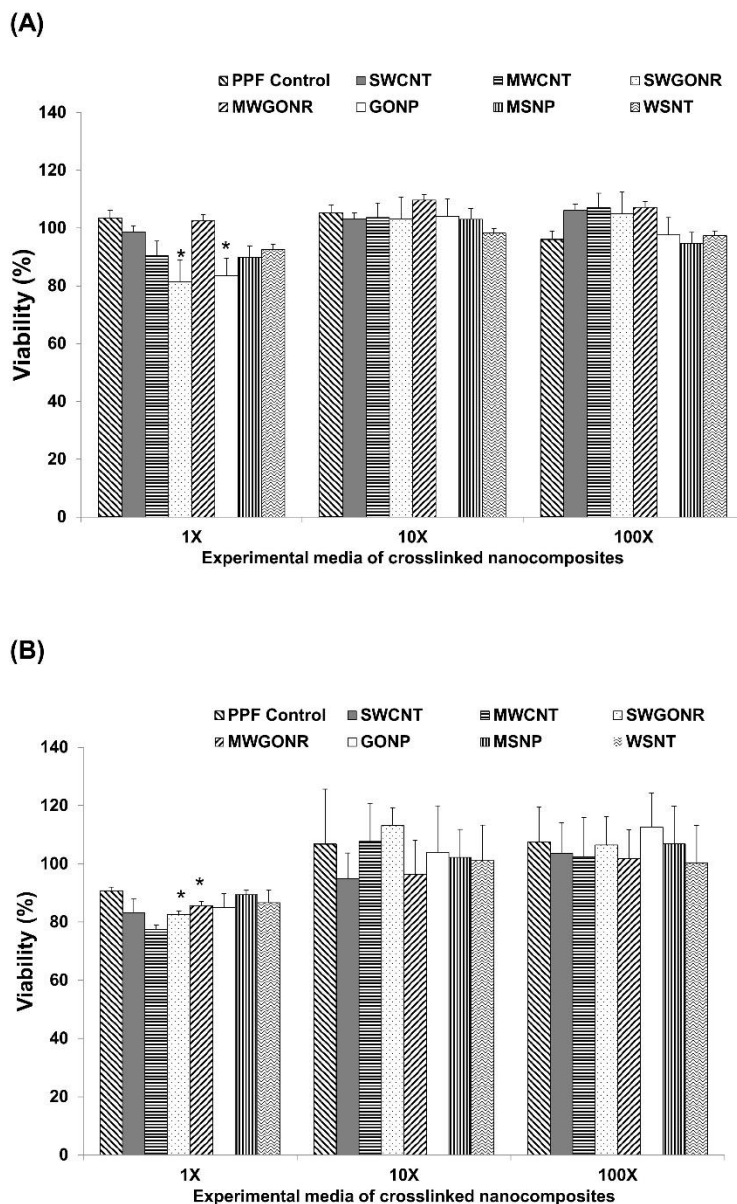 (A)
PPF Control SWCNT MWCNT SWGONR
MWGONR GONP MSNP WSNT
140
120
100
80
60
40
20
0
Viability (%)
* *
1X 10X 100X
Experimental media of crosslinked nanocomposites
(B)
PPF Control SWCNT MWCNT SWGONR
MWGONR GONP MSNP WSNT
140
120
100
80
60
40
20
0
Viability (%)
* *
1X 10X 100X
Experimental media of crosslinked nanocomposites